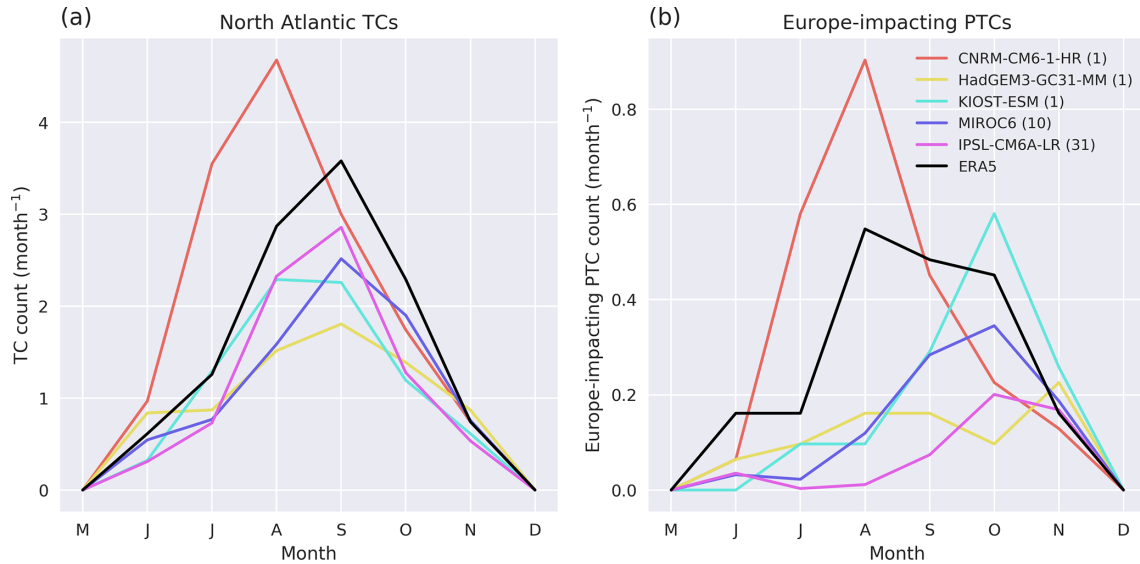 (a)
North Atlantic TCs
TC count (month⁻¹)
4
3
2
1
0
M J J A S O N D
Month
(b)
Europe-impacting PTCs
Europe-impacting PTC count (month⁻¹)
0.8
0.6
0.4
0.2
0.0
CNRM-CM6-1-HR (1)
HadGEM3-GC31-MM (1)
KIOST-ESM (1)
MIROC6 (10)
IPSL-CM6A-LR (31)
ERA5
M J J A S O N D
Month